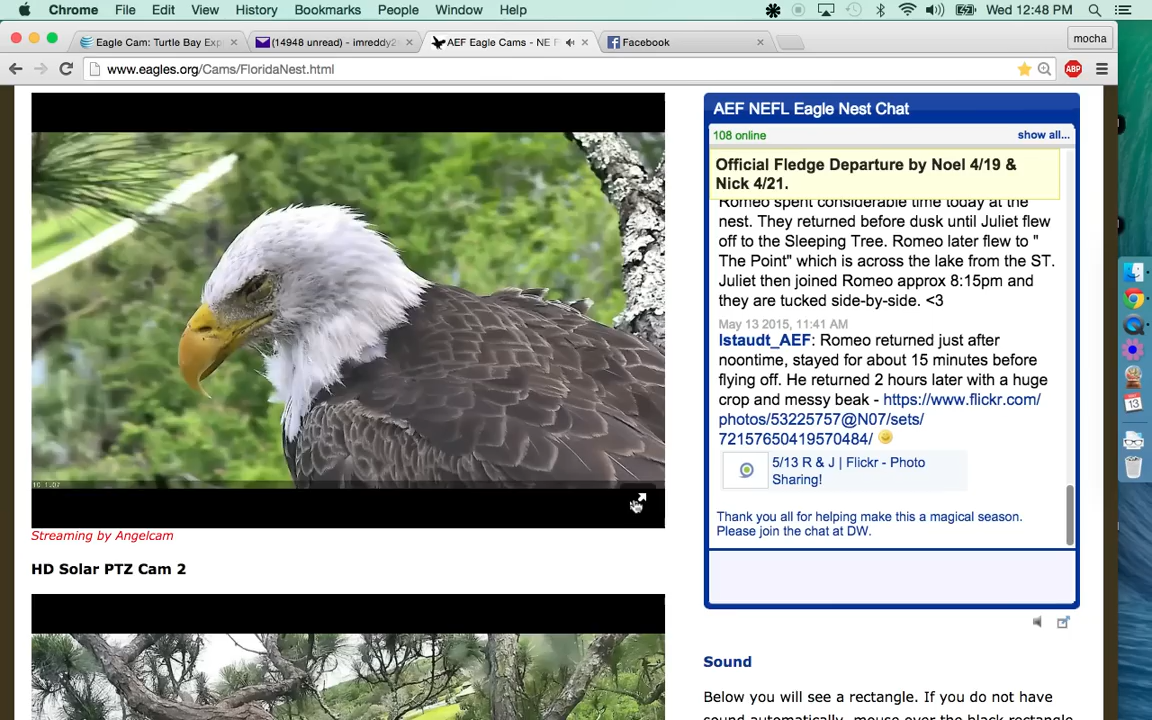 Chrome File Edit View History Bookmarks People Window Help Wed 12:48 PM
Eagle Cam: Turtle Bay Exp
(14948 unread) - imreddy2
AEF Eagle Cams - NE F
Facebook
mocha
www.eagles.org/Cams/FloridaNest.html
ABP
AEF NEFL Eagle Nest Chat
108 online
show all...
Official Fledge Departure by Noel 4/19 &
Nick 4/21.
Romeo spent considerable time today at the
nest. They returned before dusk until Juliet flew
off to the Sleeping Tree. Romeo later flew to "
The Point" which is across the lake from the ST.
Juliet then joined Romeo approx 8:15pm and
they are tucked side-by-side. <3
May 13 2015, 11:41 AM
lstaudt_AEF: Romeo returned just after
noontime, stayed for about 15 minutes before
flying off. He returned 2 hours later with a huge
crop and messy beak - https://www.flickr.com/
photos/53225757@N07/sets/
72157650419570484/
5/13 R & J | Flickr - Photo
Sharing!
Thank you all for helping make this a magical season.
Please join the chat at DW.
Streaming by Angelcam
HD Solar PTZ Cam 2
Sound
Below you will see a rectangle. If you do not have
sound automatically, mouse over the black rectangle
13